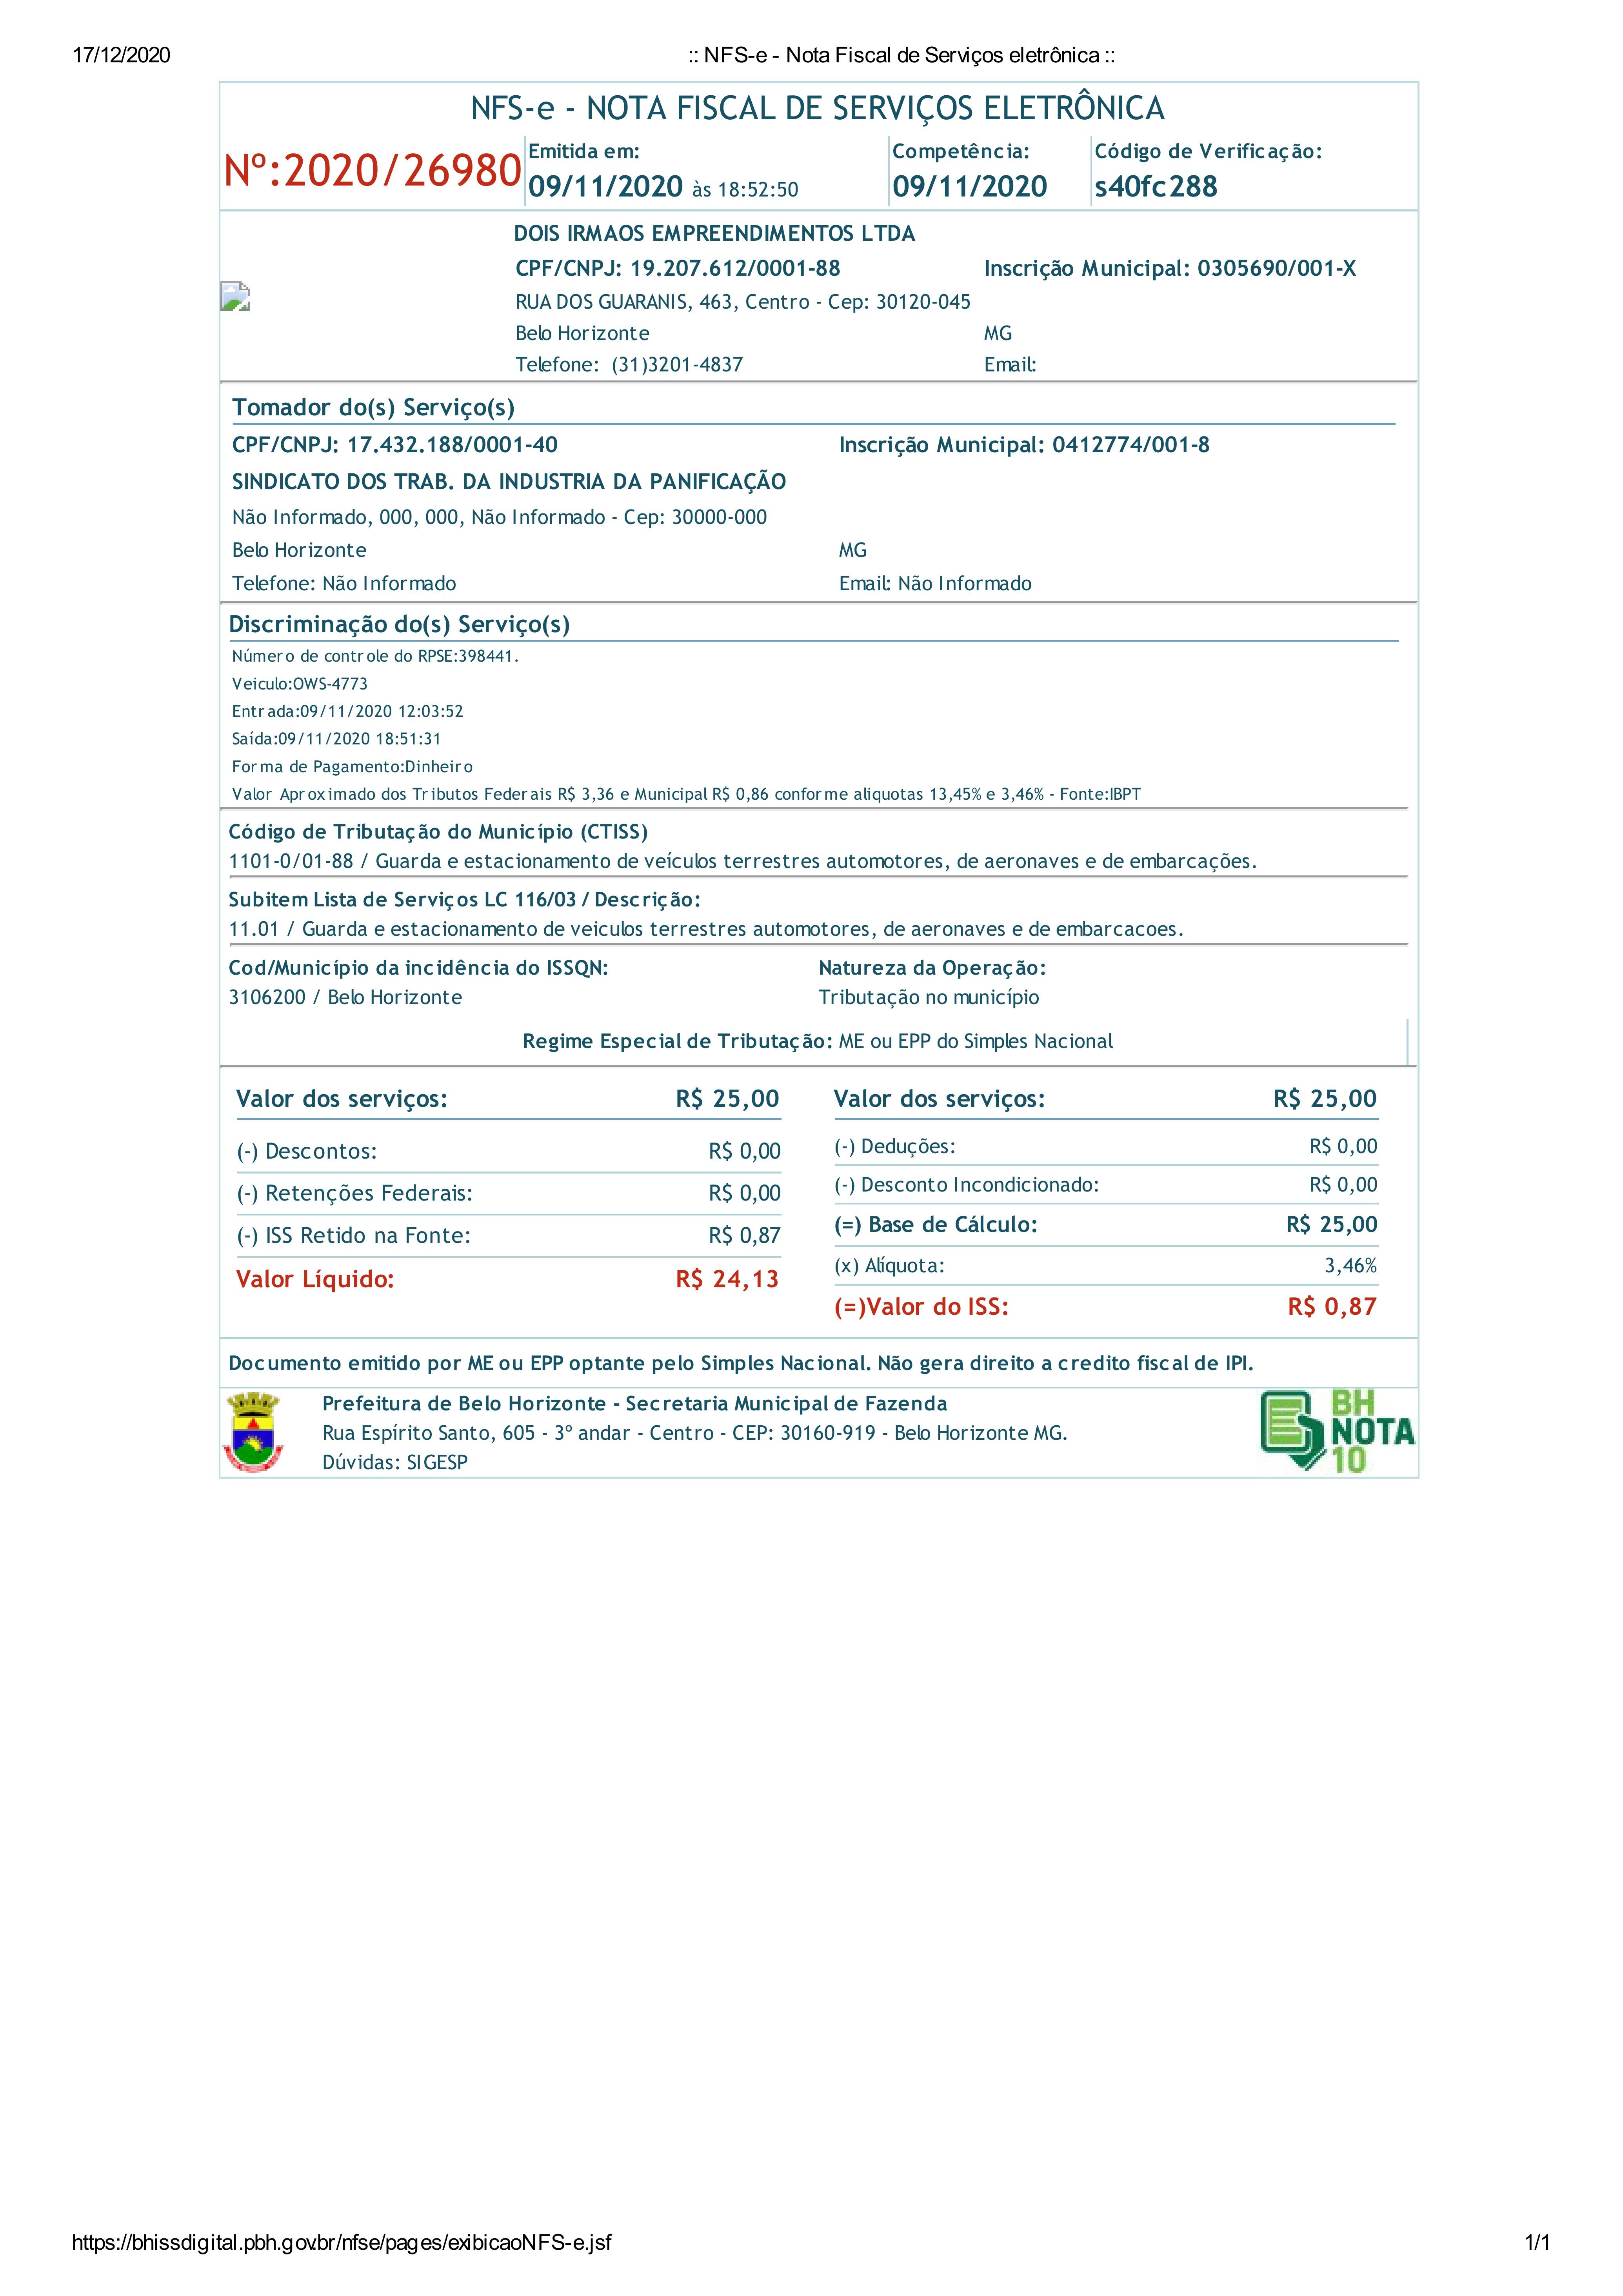 17/12/2020 :: NFS-e - Nota Fiscal de Serviços eletrônica ::
NFS-e - NOTA FISCAL DE SERVIÇOS ELETRÔNICA
Nº:2020/26980
Emitida em:
09/11/2020 às 18:52:50
Competência:
09/11/2020
Código de Verificação:
s40fc288
DOIS IRMAOS EMPREENDIMENTOS LTDA
CPF/CNPJ: 19.207.612/0001-88 Inscrição Municipal: 0305690/001-X
RUA DOS GUARANIS, 463, Centro - Cep: 30120-045
Belo Horizonte MG
Telefone: (31)3201-4837 Email:
Tomador do(s) Serviço(s)
CPF/CNPJ: 17.432.188/0001-40 Inscrição Municipal: 0412774/001-8
SINDICATO DOS TRAB. DA INDUSTRIA DA PANIFICAÇÃO
Não Informado, 000, 000, Não Informado - Cep: 30000-000
Belo Horizonte MG
Telefone: Não Informado Email: Não Informado
Discriminação do(s) Serviço(s)
Número de controle do RPSE:398441.
Veiculo:OWS-4773
Entrada:09/11/2020 12:03:52
Saída:09/11/2020 18:51:31
Forma de Pagamento:Dinheiro
Valor Aproximado dos Tributos Federais R$ 3,36 e Municipal R$ 0,86 conforme aliquotas 13,45% e 3,46% - Fonte:IBPT
Código de Tributação do Município (CTISS)
1101-0/01-88 / Guarda e estacionamento de veículos terrestres automotores, de aeronaves e de embarcações.
Subitem Lista de Serviços LC 116/03 / Descrição:
11.01 / Guarda e estacionamento de veiculos terrestres automotores, de aeronaves e de embarcacoes.
Cod/Município da incidência do ISSQN: Natureza da Operação:
3106200 / Belo Horizonte Tributação no município
Regime Especial de Tributação: ME ou EPP do Simples Nacional
Valor dos serviços: R$ 25,00
(-) Descontos: R$ 0,00
(-) Retenções Federais: R$ 0,00
(-) ISS Retido na Fonte: R$ 0,87
Valor Líquido: R$ 24,13
Valor dos serviços: R$ 25,00
(-) Deduções: R$ 0,00
(-) Desconto Incondicionado: R$ 0,00
(=) Base de Cálculo: R$ 25,00
(x) Alíquota: 3,46%
(=)Valor do ISS: R$ 0,87
Documento emitido por ME ou EPP optante pelo Simples Nacional. Não gera direito a credito fiscal de IPI.
Prefeitura de Belo Horizonte - Secretaria Municipal de Fazenda
Rua Espírito Santo, 605 - 3º andar - Centro - CEP: 30160-919 - Belo Horizonte MG.
Dúvidas: SIGESP
BH
NOTA
10
https://bhissdigital.pbh.gov.br/nfse/pages/exibicaoNFS-e.jsf 1/1